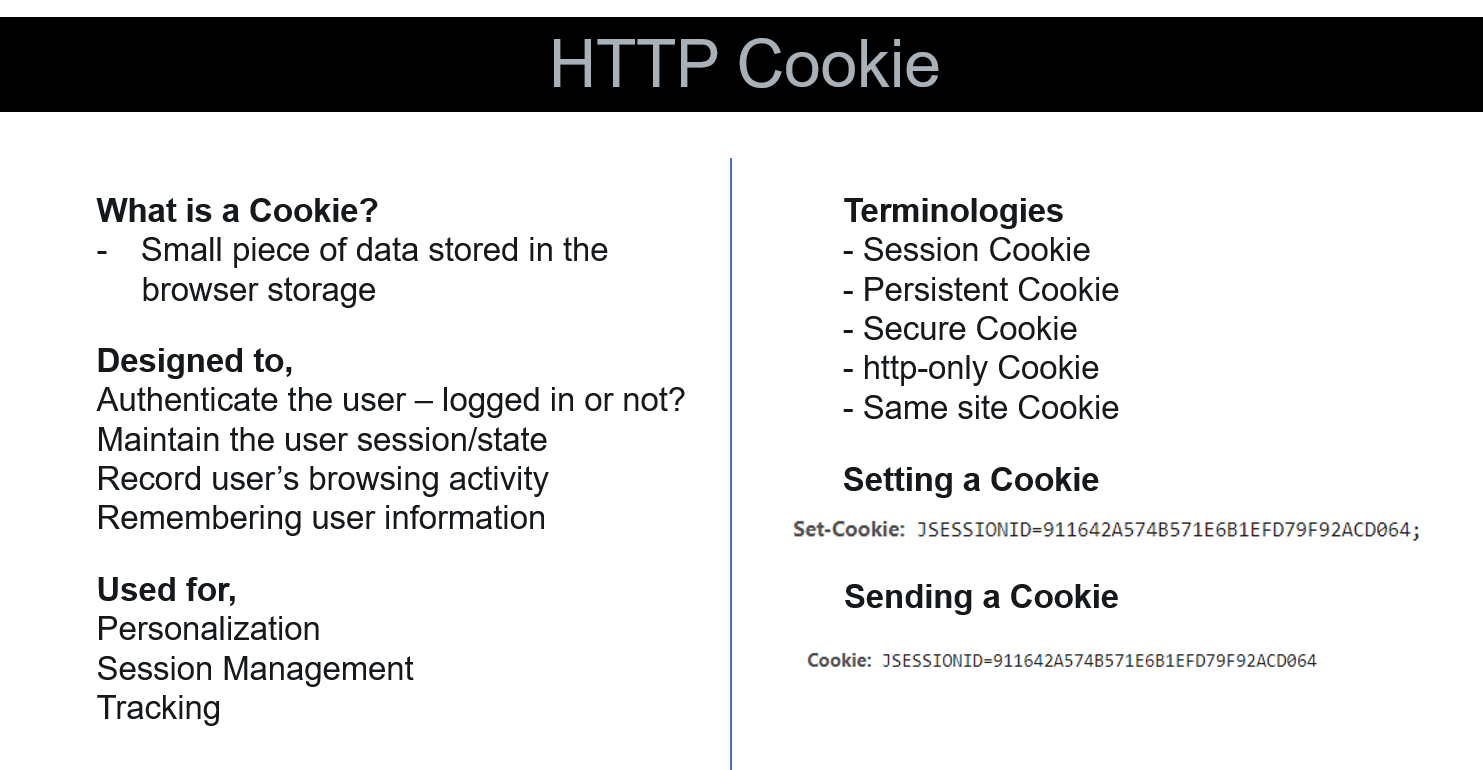 HTTP Cookie
What is a Cookie?
- Small piece of data stored in the
browser storage
Designed to,
Authenticate the user – logged in or not?
Maintain the user session/state
Record user’s browsing activity
Remembering user information
Used for,
Personalization
Session Management
Tracking
Terminologies
- Session Cookie
- Persistent Cookie
- Secure Cookie
- http-only Cookie
- Same site Cookie
Setting a Cookie
Set-Cookie: JSESSIONID=911642A574B571E6B1EFD79F92ACD064;
Sending a Cookie
Cookie: JSESSIONID=911642A574B571E6B1EFD79F92ACD064